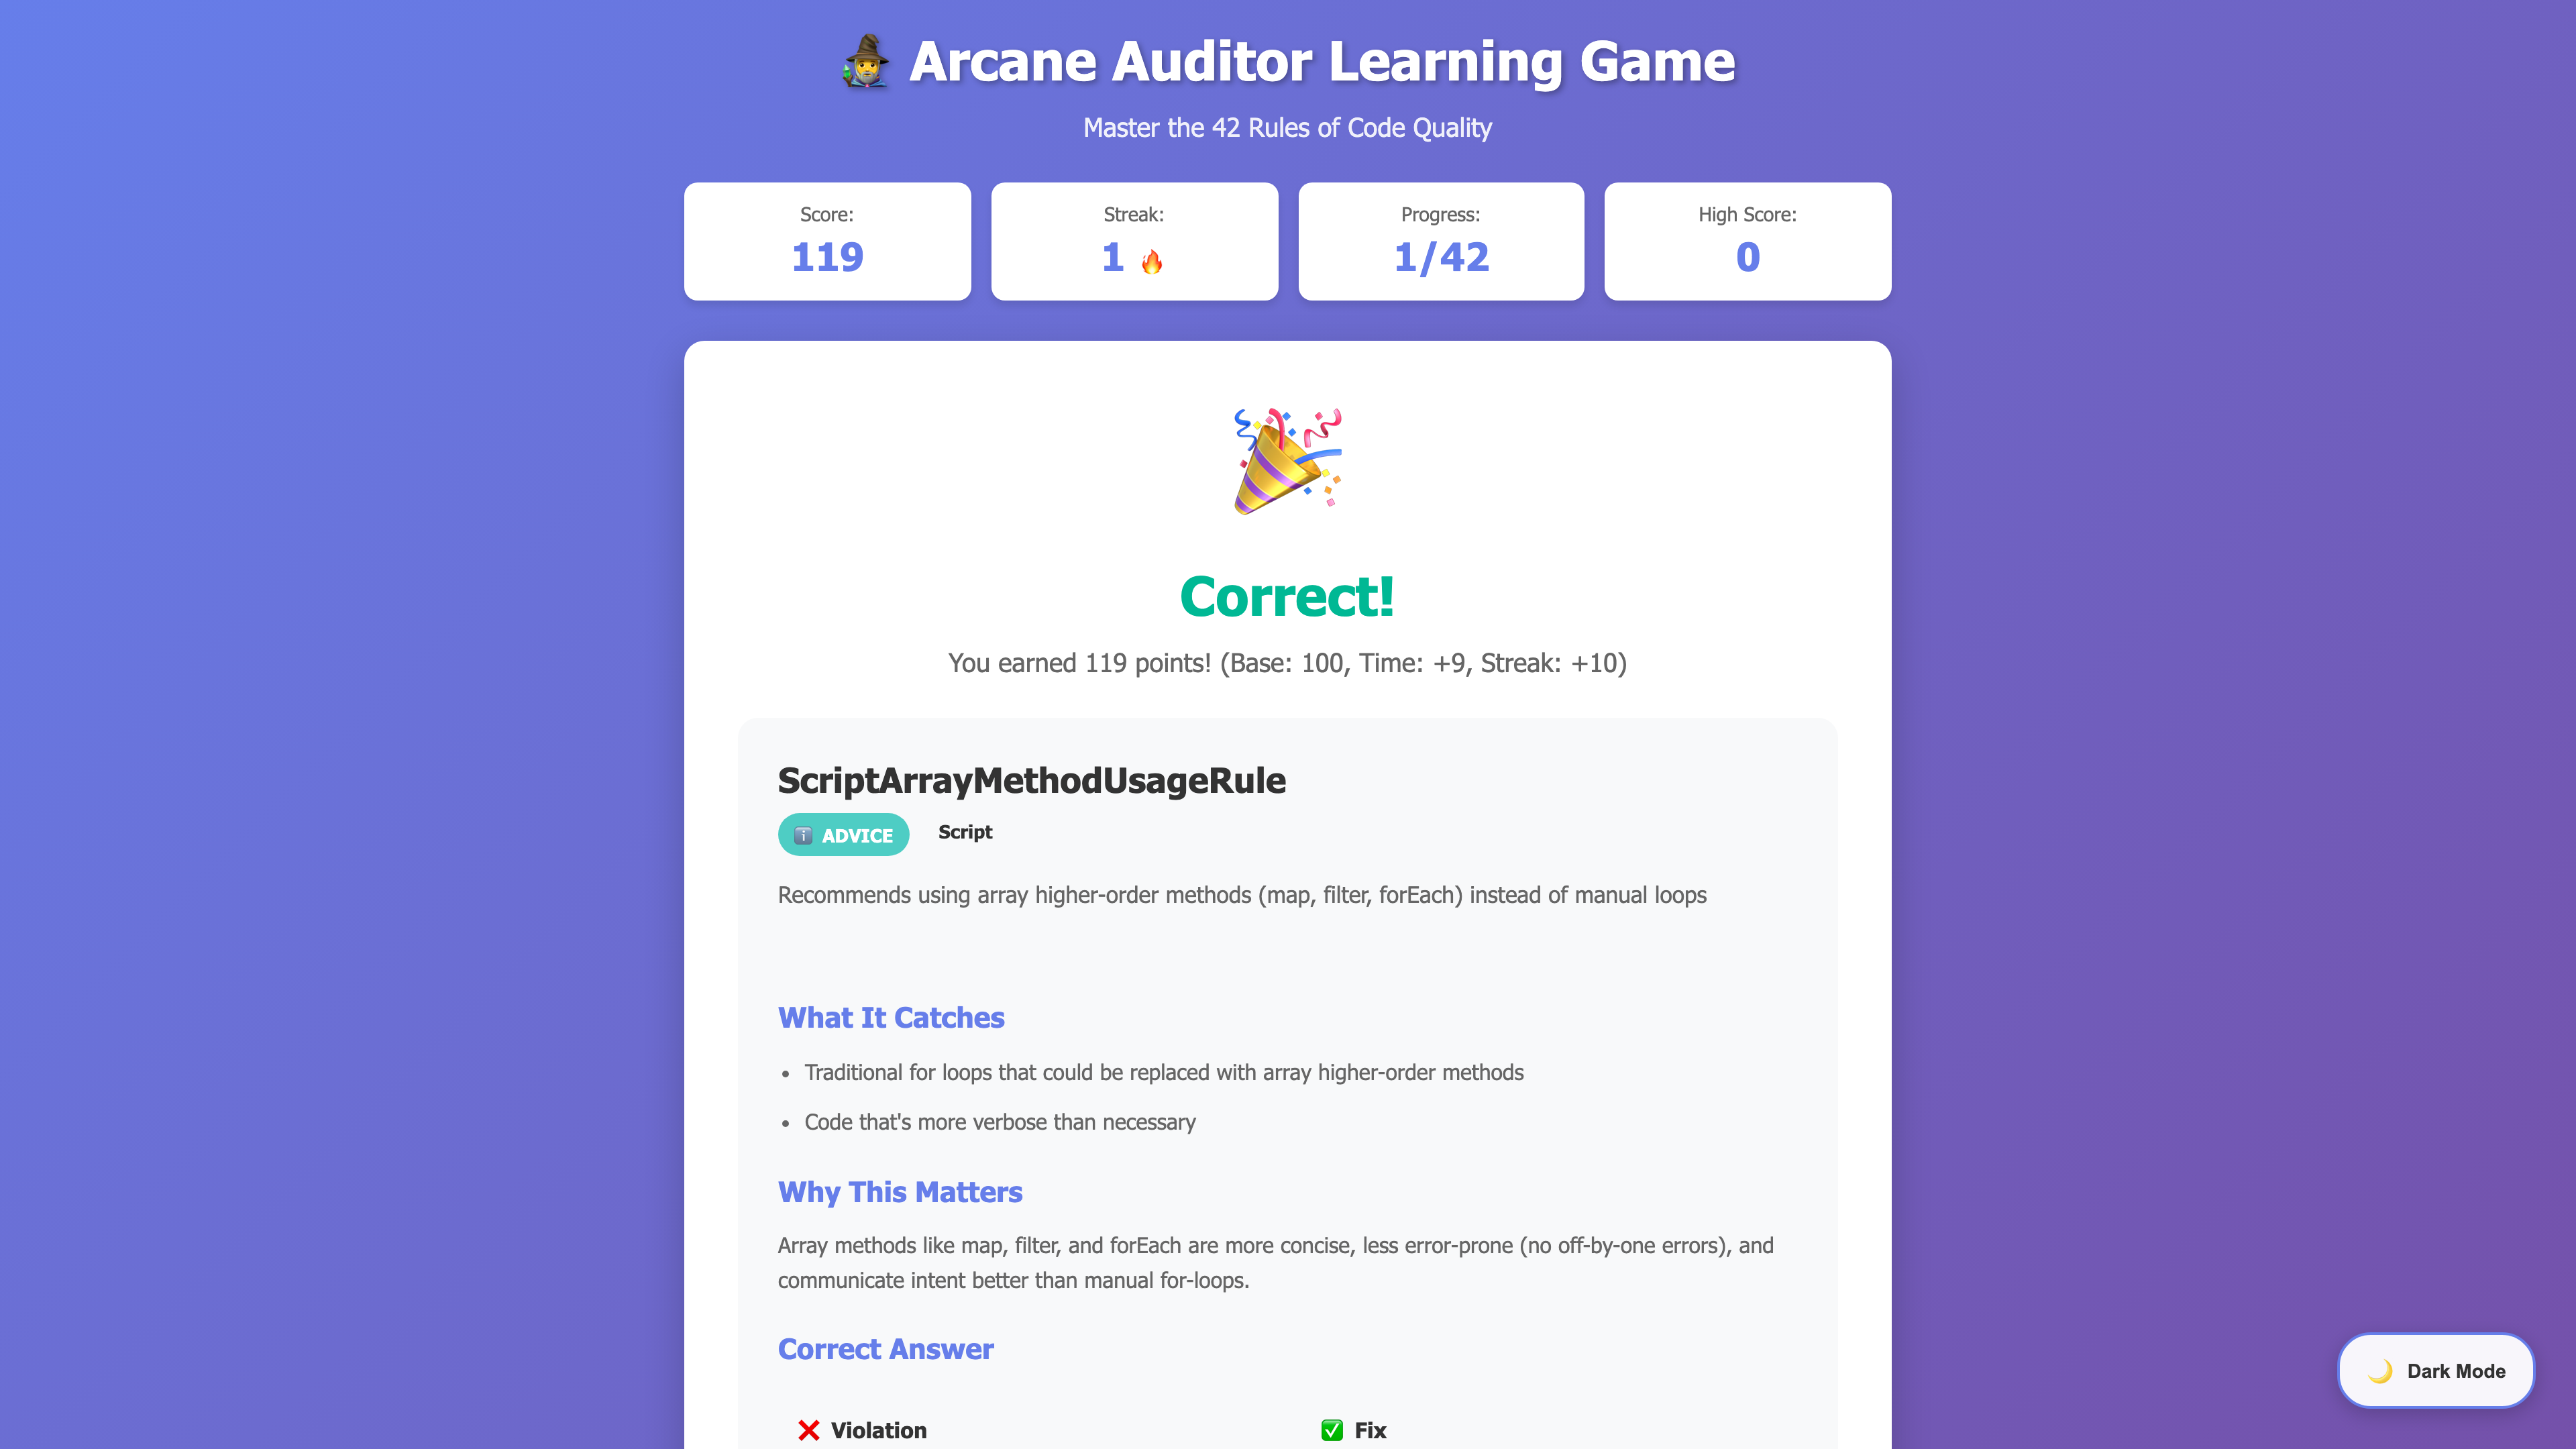 Arcane Auditor Learning Game
Master the 42 Rules of Code Quality
Score:
119
Streak:
1
Progress:
1/42
High Score:
0
Correct!
You earned 119 points! (Base: 100, Time: +9, Streak: +10)
ScriptArrayMethodUsageRule
ADVICE
Script
Recommends using array higher-order methods (map, filter, forEach) instead of manual loops
What It Catches
• Traditional for loops that could be replaced with array higher-order methods
• Code that's more verbose than necessary
Why This Matters
Array methods like map, filter, and forEach are more concise, less error-prone (no off-by-one errors), and
communicate intent better than manual for-loops.
Correct Answer
Violation
Fix
Dark Mode